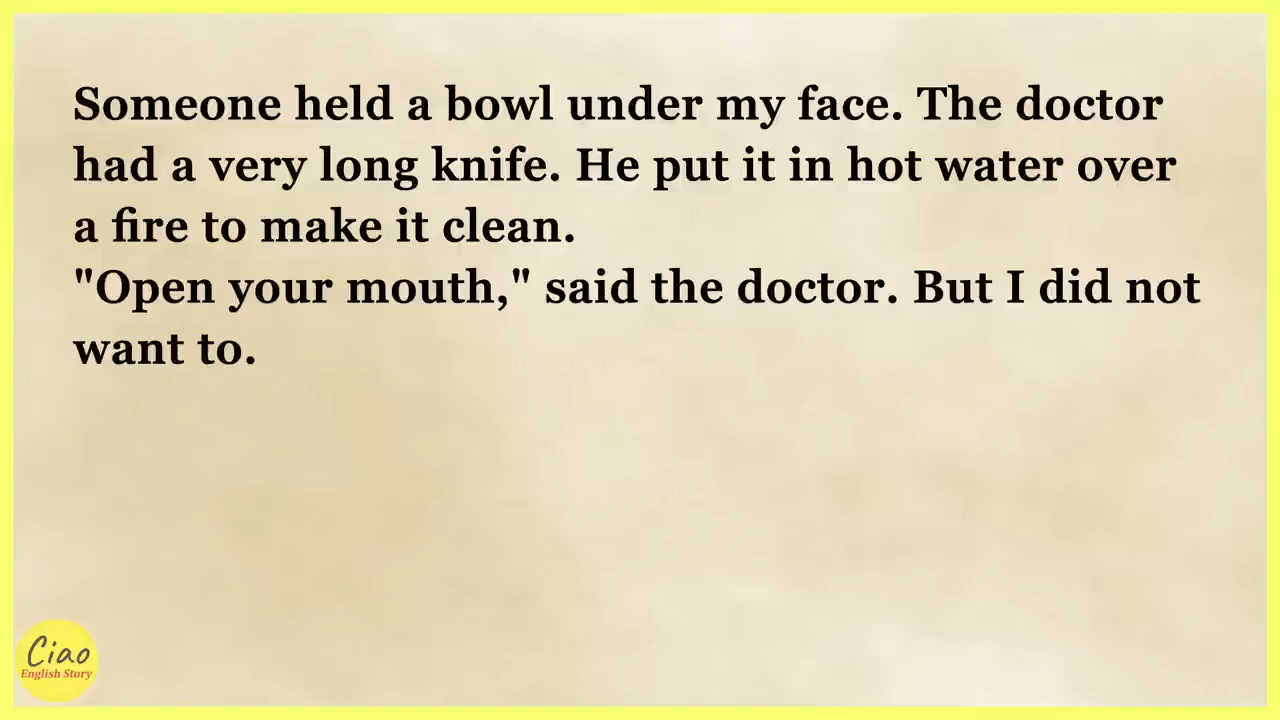 Someone held a bowl under my face. The doctor
had a very long knife. He put it in hot water over
a fire to make it clean.
"Open your mouth," said the doctor. But I did not
want to.
Ciao
English Story